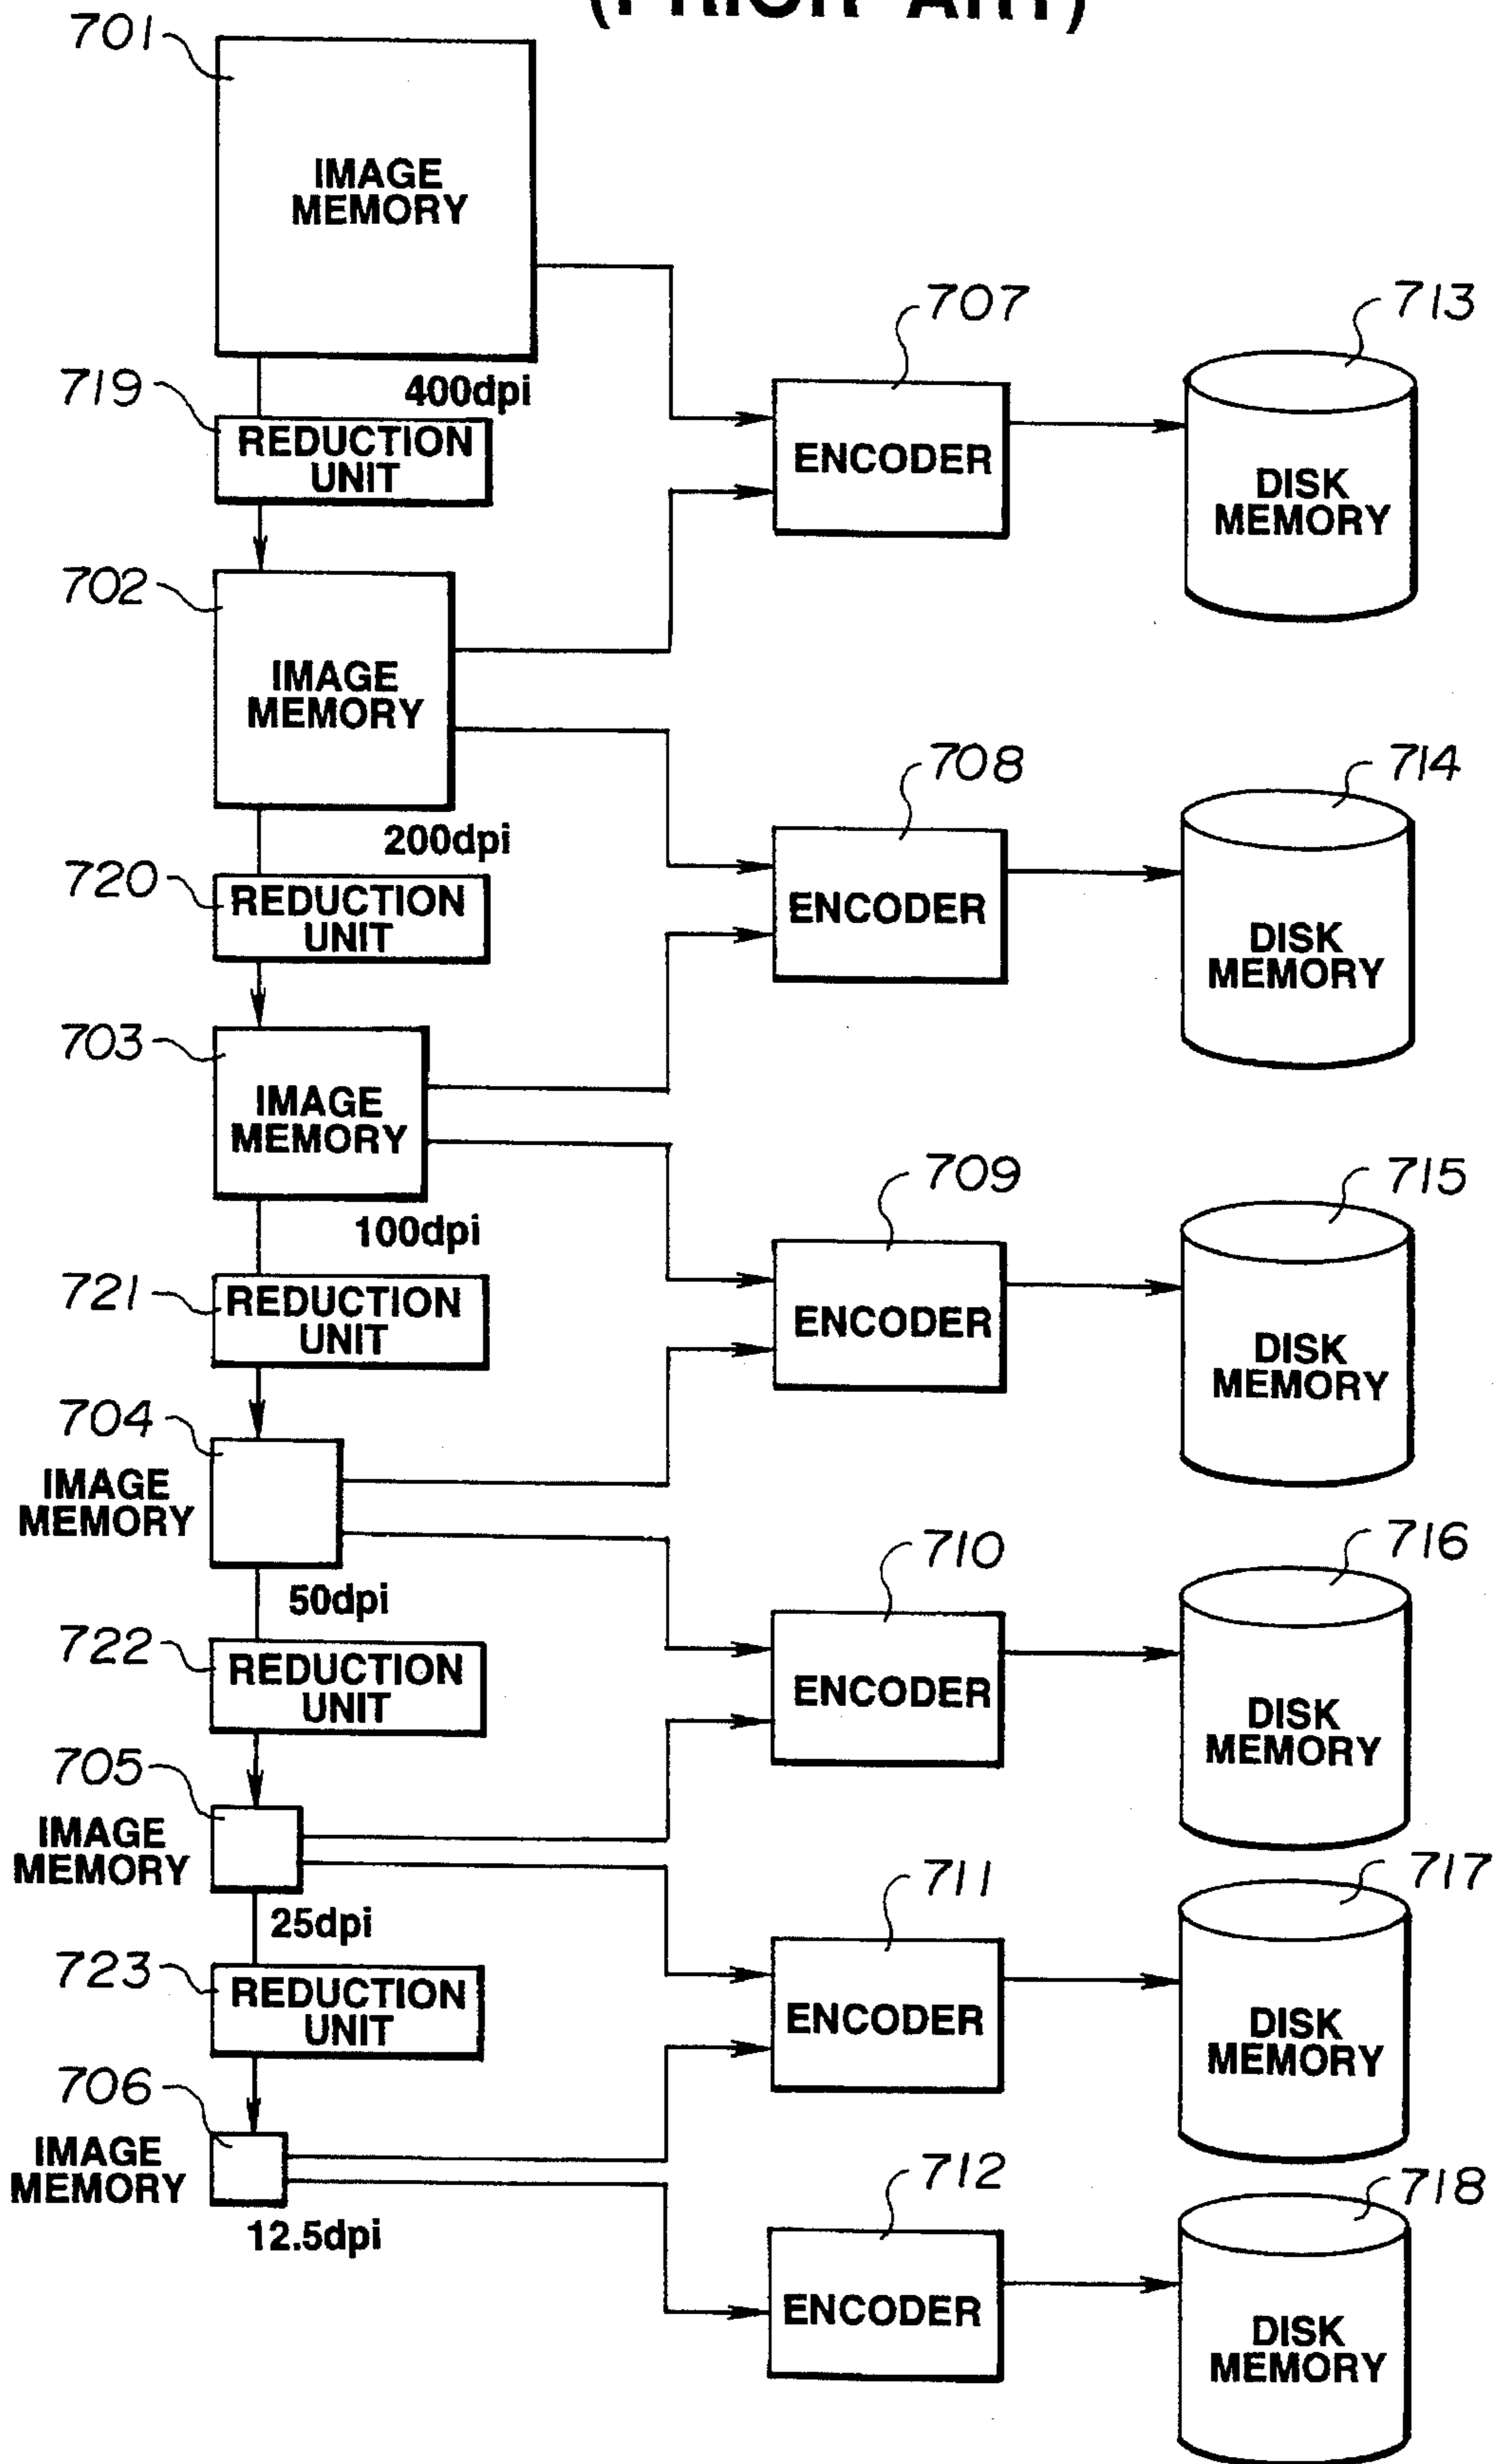 (PRIOR ART)
701
IMAGE
MEMORY
400dpi
707
713
719
REDUCTION
UNIT
ENCODER
DISK
MEMORY
702
IMAGE
MEMORY
200dpi
708
714
720
REDUCTION
UNIT
ENCODER
DISK
MEMORY
703
IMAGE
MEMORY
100dpi
709
715
721
REDUCTION
UNIT
ENCODER
DISK
MEMORY
704
IMAGE
MEMORY
50dpi
710
716
722
REDUCTION
UNIT
ENCODER
DISK
MEMORY
705
IMAGE
MEMORY
25dpi
711
717
723
REDUCTION
UNIT
ENCODER
DISK
MEMORY
706
IMAGE
MEMORY
12.5dpi
712
718
ENCODER
DISK
MEMORY